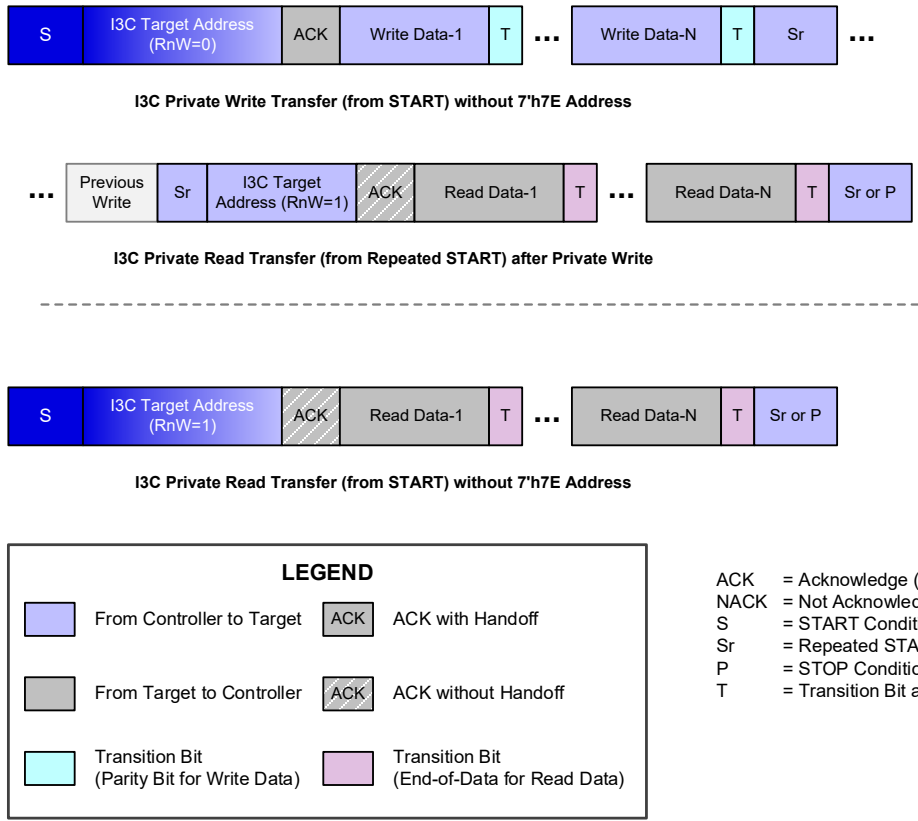 S I3C Target Address (RnW=0) ACK Write Data-1 T ... Write Data-N T Sr ...
I3C Private Write Transfer (from START) without 7'h7E Address
... Previous Write Sr I3C Target Address (RnW=1) ACK Read Data-1 T ... Read Data-N T Sr or P
I3C Private Read Transfer (from Repeated START) after Private Write
S I3C Target Address (RnW=1) ACK Read Data-1 T ... Read Data-N T Sr or P
I3C Private Read Transfer (from START) without 7'h7E Address
LEGEND
From Controller to Target
ACK ACK with Handoff
From Target to Controller
ACK ACK without Handoff
Transition Bit
(Parity Bit for Write Data)
Transition Bit
(End-of-Data for Read Data)
ACK = Acknowledge (
NACK = Not Acknowled
S = START Condit
Sr = Repeated STA
P = STOP Conditio
T = Transition Bit a